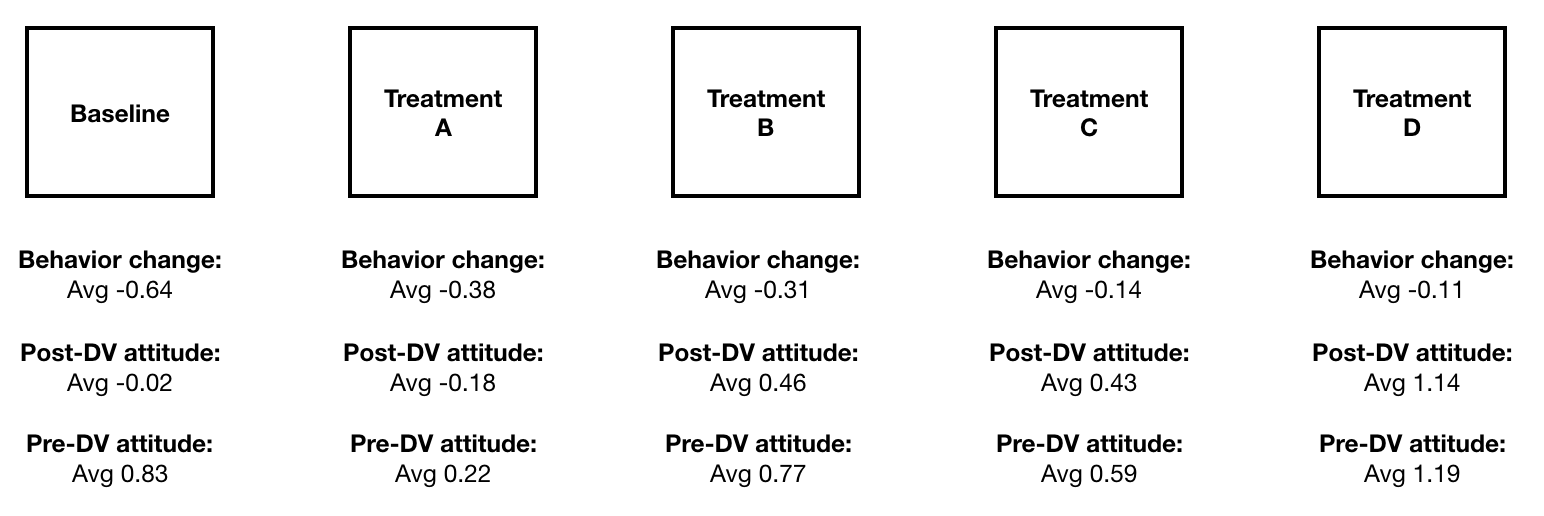 Baseline
Treatment
A
Treatment
B
Treatment
C
Treatment
D
Behavior change:
Avg -0.64
Behavior change:
Avg -0.38
Behavior change:
Avg -0.31
Behavior change:
Avg -0.14
Behavior change:
Avg -0.11
Post-DV attitude:
Avg -0.02
Post-DV attitude:
Avg -0.18
Post-DV attitude:
Avg 0.46
Post-DV attitude:
Avg 0.43
Post-DV attitude:
Avg 1.14
Pre-DV attitude:
Avg 0.83
Pre-DV attitude:
Avg 0.22
Pre-DV attitude:
Avg 0.77
Pre-DV attitude:
Avg 0.59
Pre-DV attitude:
Avg 1.19